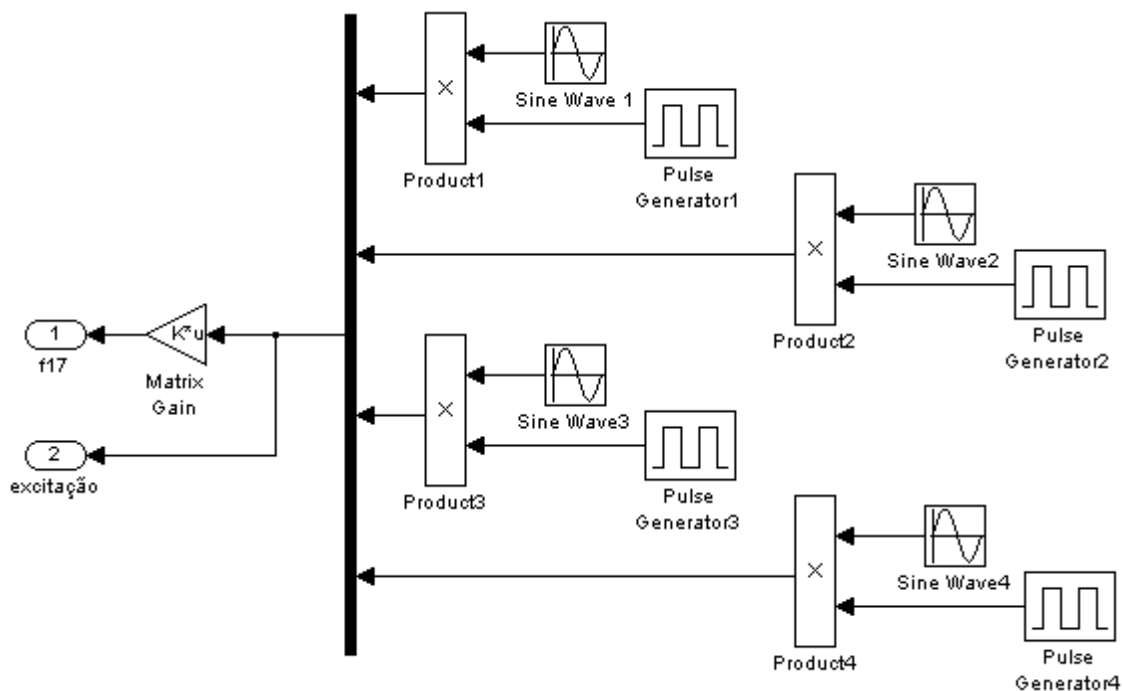 ×
Sine Wave 1
Product1
Pulse
Generator1
×
Sine Wave2
Product2
Pulse
Generator2
1
f17
K*u
Matrix
Gain
2
excitação
×
Sine Wave3
Product3
Pulse
Generator3
×
Sine Wave4
Product4
Pulse
Generator4